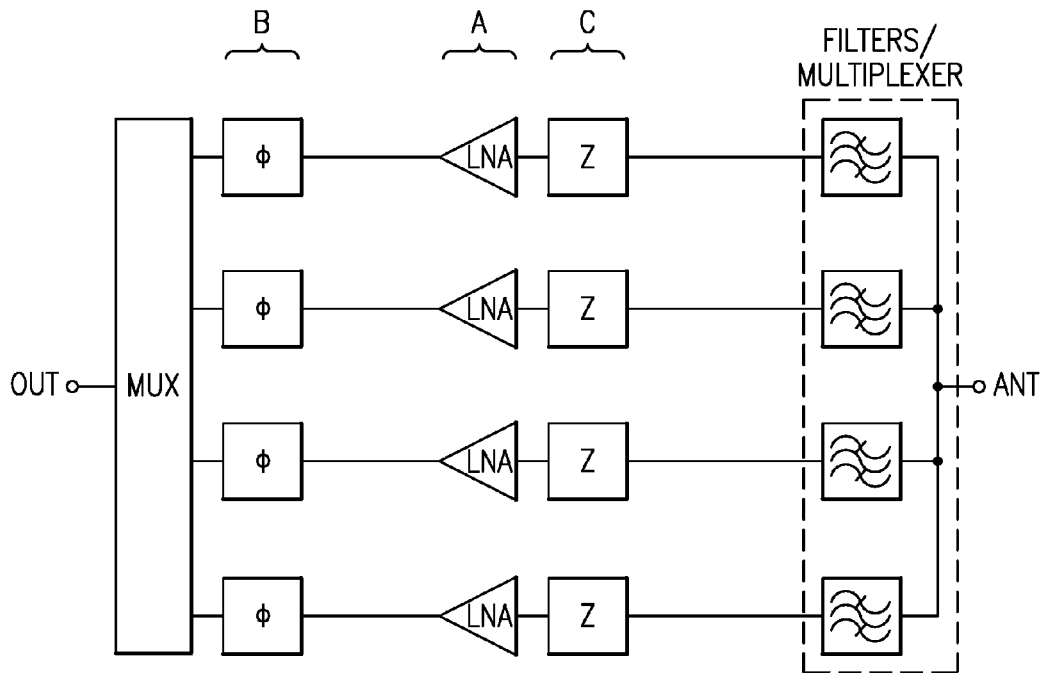 B A C
FILTERS/
MULTIPLEXER
ϕ LNA Z
ϕ LNA Z
OUT MUX ANT
ϕ LNA Z
ϕ LNA Z